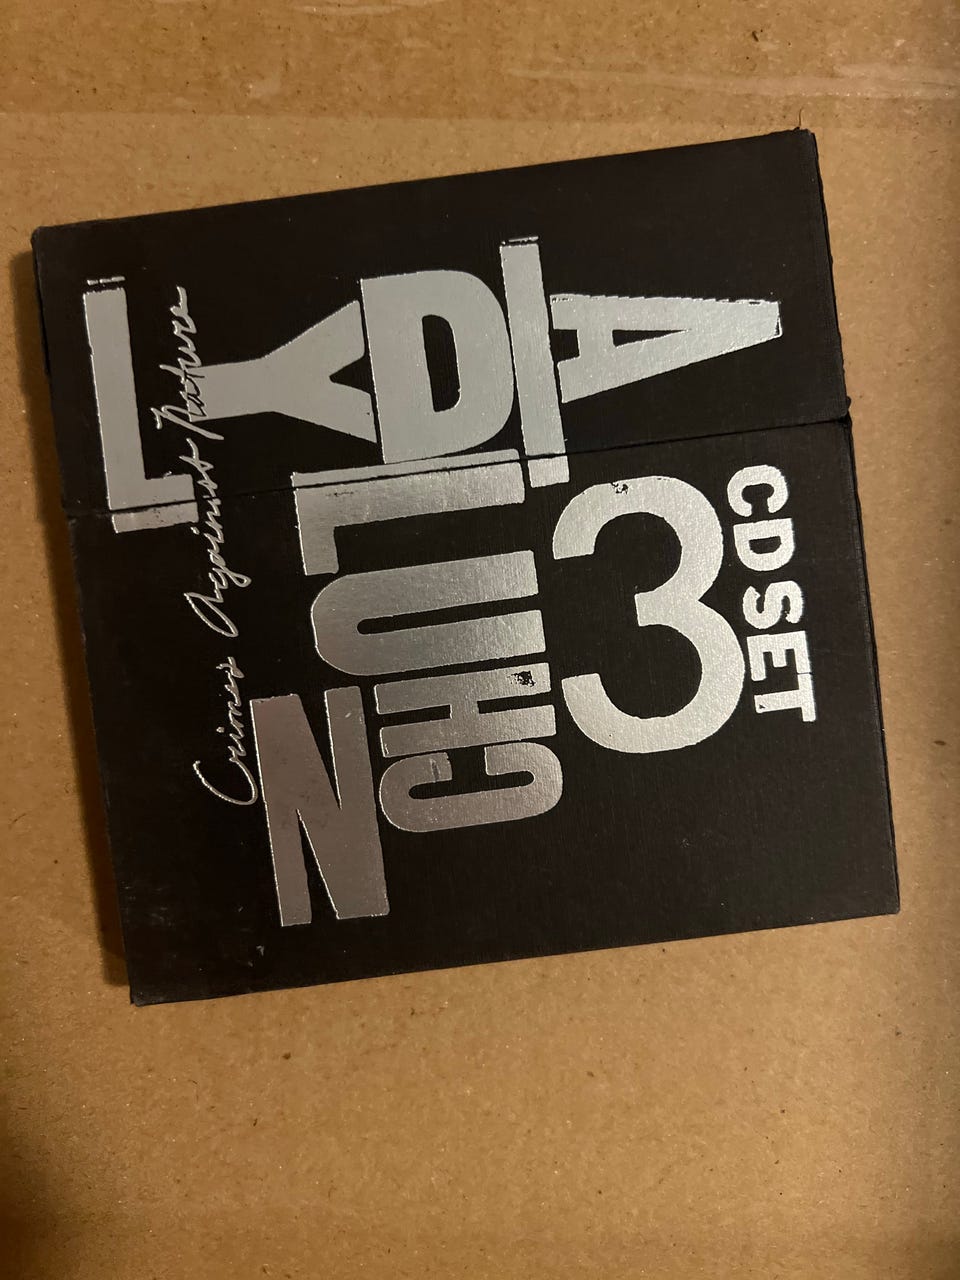 Crimes Against Nature
LYDIA
LUNCH
3
CD SET